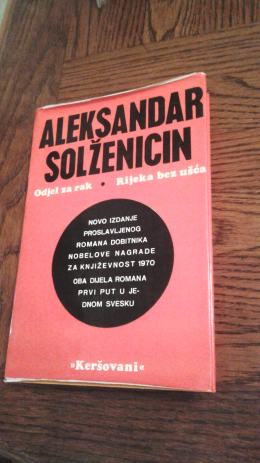 ALEKSANDAR
SOLŽENICIN
Odjel za rak • Rijeka bez ušća
NOVO IZDANJE
PROSLAVLJENOG
ROMANA DOBITNIKA
NOBELOVE NAGRADE
ZA KNJIŽEVNOST 1970
OBA DIJELA ROMANA
PRVI PUT U JE-
DNOM SVESKU
»Keršovani«